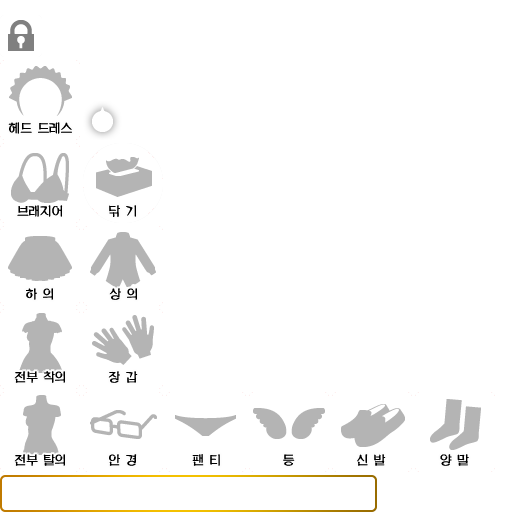 헤드 드레스
브래지어 닦 기
하 의 상 의
전부 착의 장 갑
전부 탈의 안 경 팬 티 등 신 발 양 말